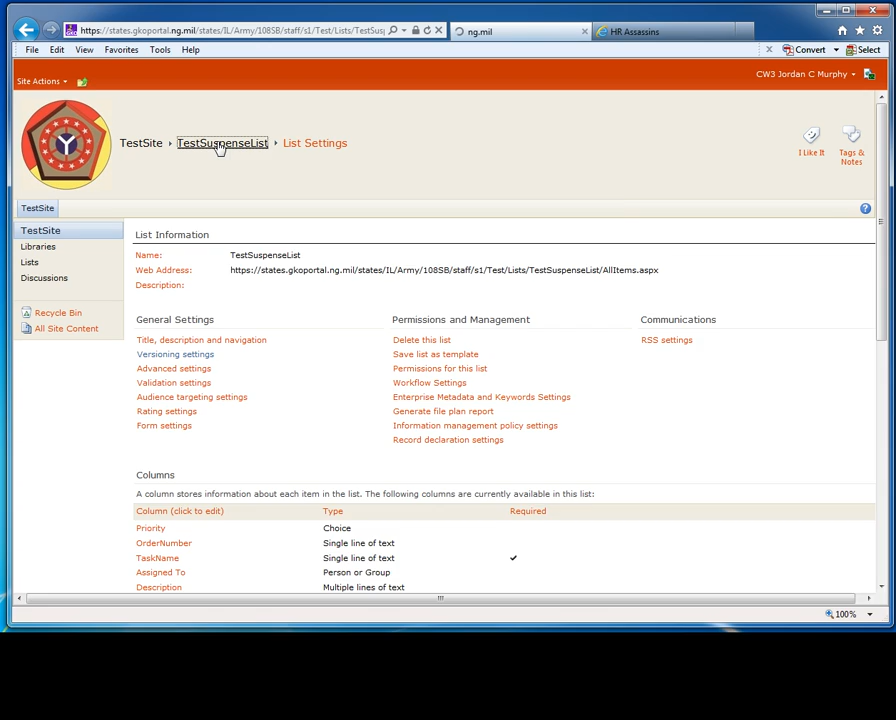 https://states.gkoportal.ng.mil/states/IL/Army/108SB/staff/s1/Test/Lists/TestSus
ng.mil
HR Assassins
File Edit View Favorites Tools Help
Convert Select
Site Actions
CW3 Jordan C Murphy
TestSite TestSuspenseList List Settings
I Like It
Tags & Notes
TestSite
TestSite
Libraries
Lists
Discussions
Recycle Bin
All Site Content
List Information
Name: TestSuspenseList
Web Address: https://states.gkoportal.ng.mil/states/IL/Army/108SB/staff/s1/Test/Lists/TestSuspenseList/AllItems.aspx
Description:
General Settings
Title, description and navigation
Versioning settings
Advanced settings
Validation settings
Audience targeting settings
Rating settings
Form settings
Permissions and Management
Delete this list
Save list as template
Permissions for this list
Workflow Settings
Enterprise Metadata and Keywords Settings
Generate file plan report
Information management policy settings
Record declaration settings
Communications
RSS settings
Columns
A column stores information about each item in the list. The following columns are currently available in this list:
Column (click to edit) Type Required
Priority Choice
OrderNumber Single line of text
TaskName Single line of text
Assigned To Person or Group
Description Multiple lines of text
100%